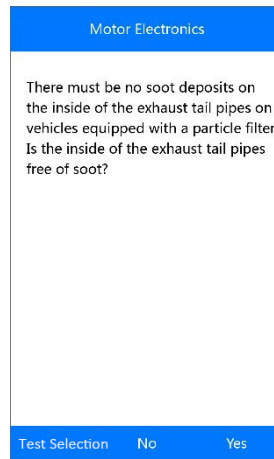 Motor Electronics
There must be no soot deposits on
the inside of the exhaust tail pipes on
vehicles equipped with a particle filter
Is the inside of the exhaust tail pipes
free of soot?
Test Selection No Yes